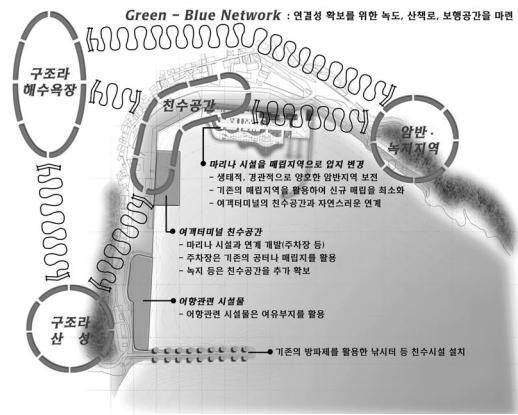 Green - Blue Network : 연결성 확보를 위한 녹도, 산책로, 보행공간을 마련
구조라
해수욕장
친수공간
암반·
녹지지역
마리나 시설을 매립지역으로 입지 변경
- 생태적, 경관적으로 양호한 암반지역 보전
- 기존의 매립지역을 활용하여 신규 매립을 최소화
- 여객터미널의 친수공간과 자연스러운 연계
여객터미널 친수공간
- 마리나 시설과 연계 개발(주차장 등)
- 주차장은 기존의 공터나 매립지를 활용
- 녹지 등은 친수공간을 추가 확보
어항관련 시설물
- 어항관련 시설물은 여유부지를 활용
구조라
산 성
기존의 방파제를 활용한 낚시터 등 친수시설 설치